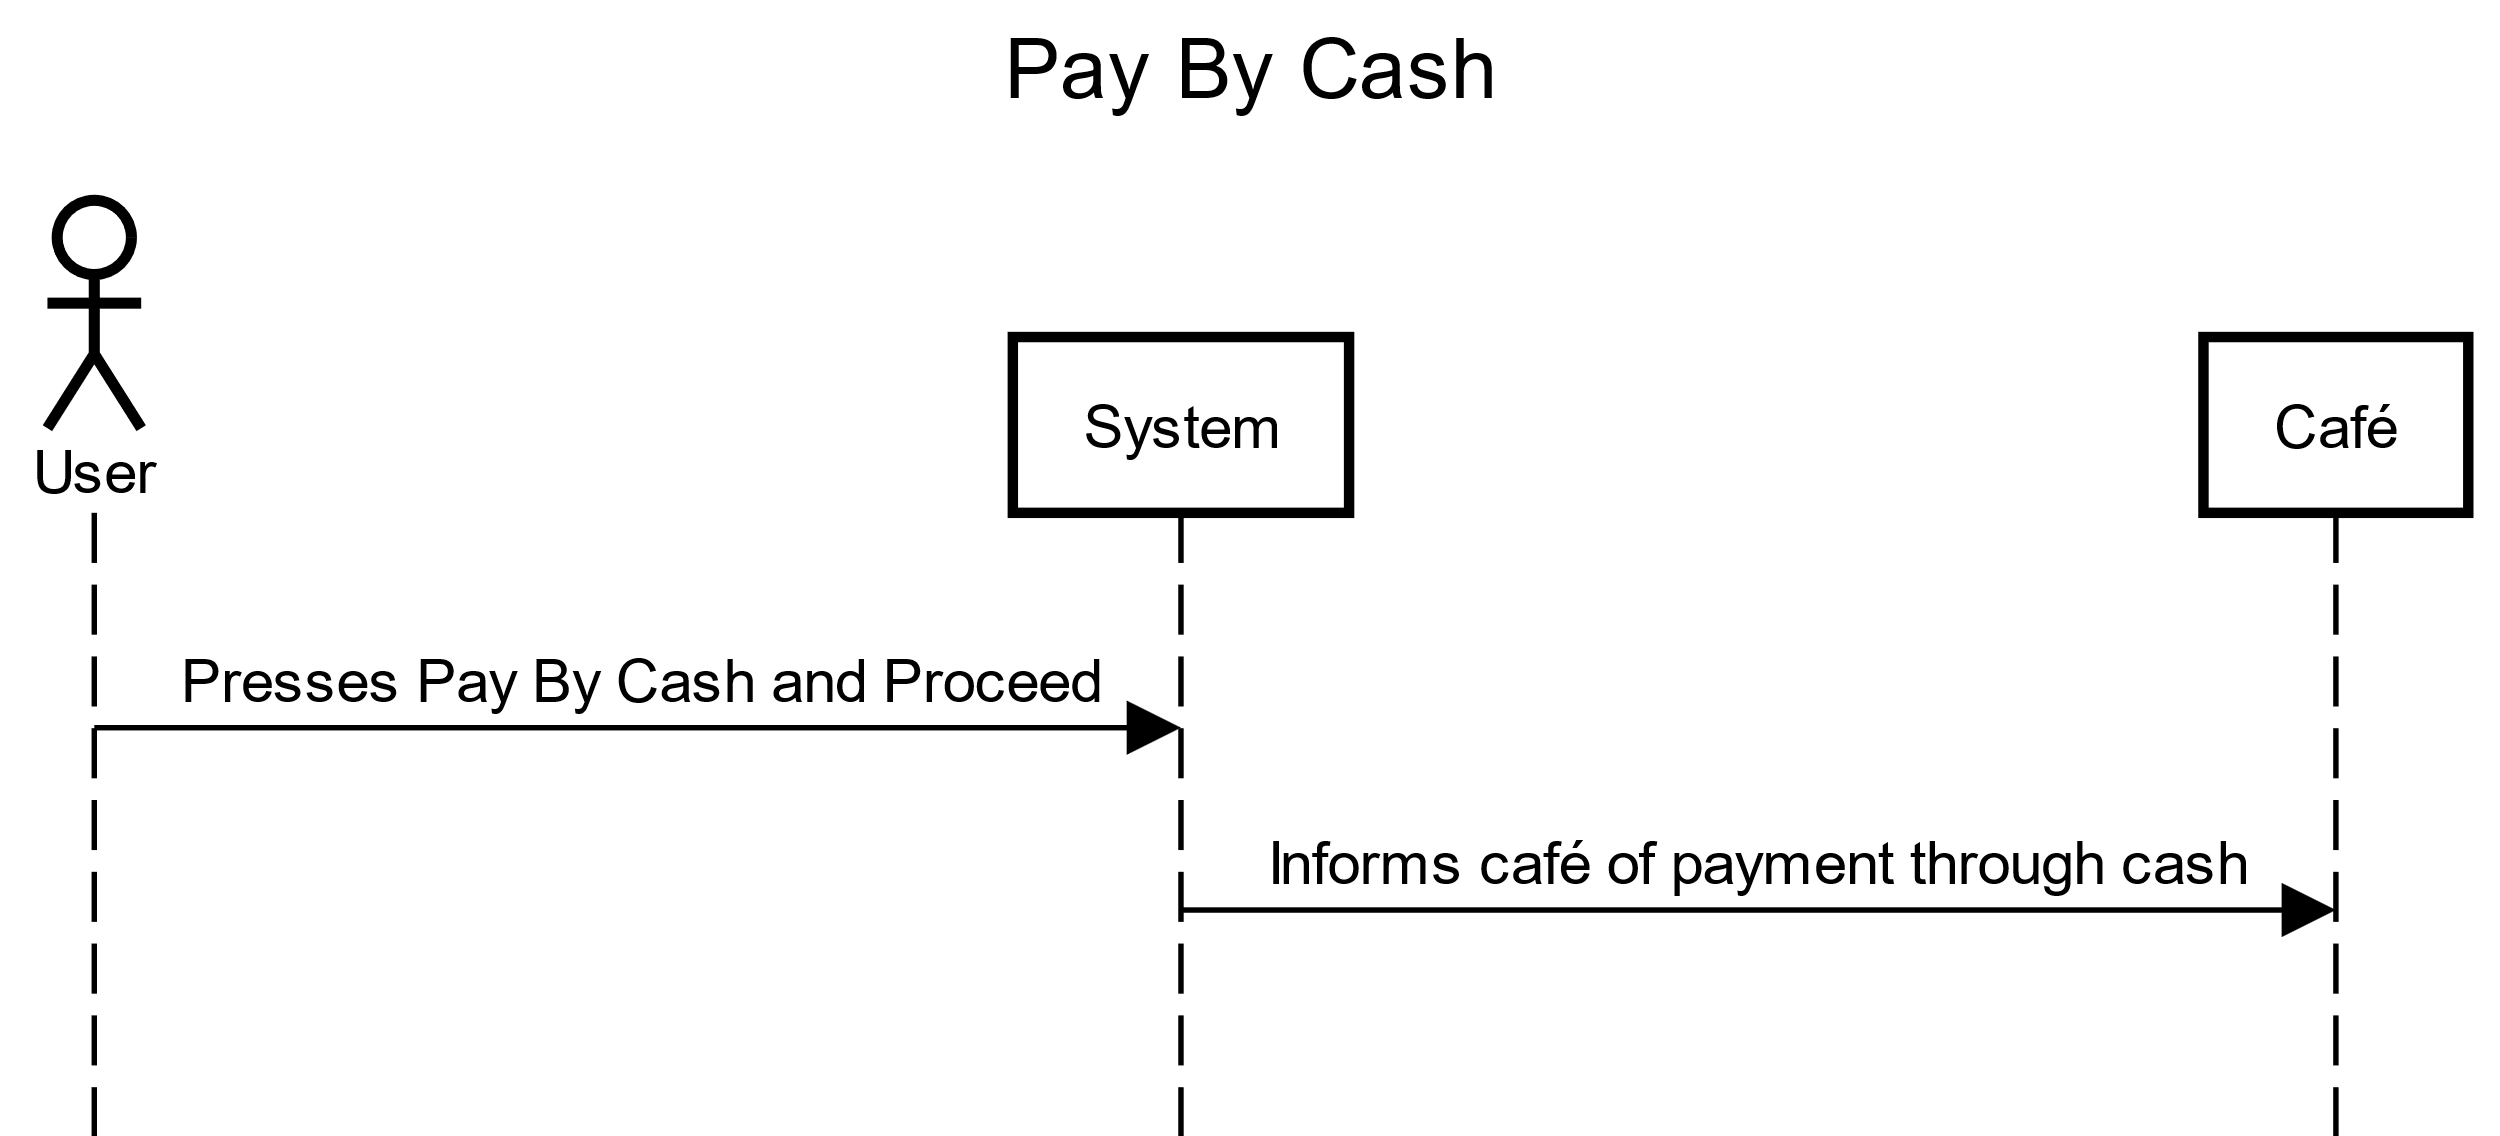 Pay By Cash
User
System
Café
Presses Pay By Cash and Proceed
Informs café of payment through cash